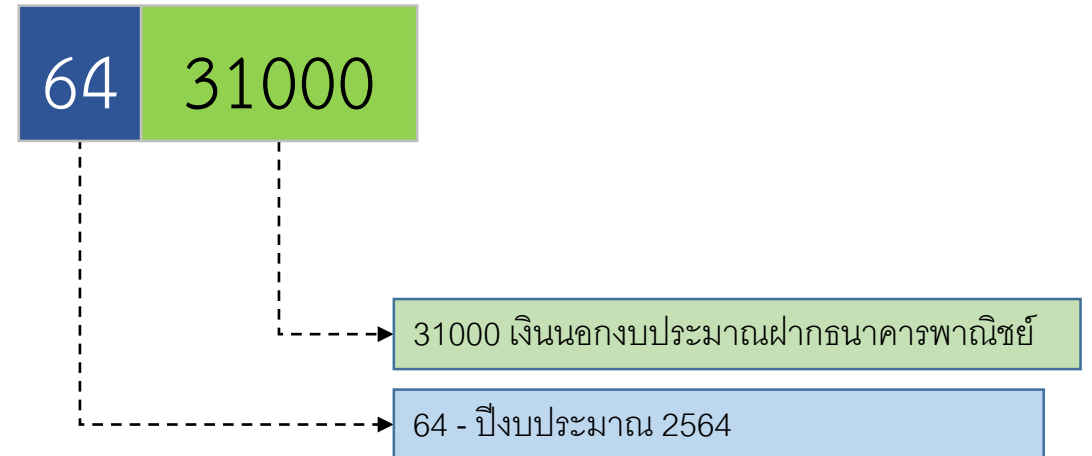 64 31000
31000 เงินนอกงบประมาณฝากธนาคารพาณิชย์
64 - ปีงบประมาณ 2564